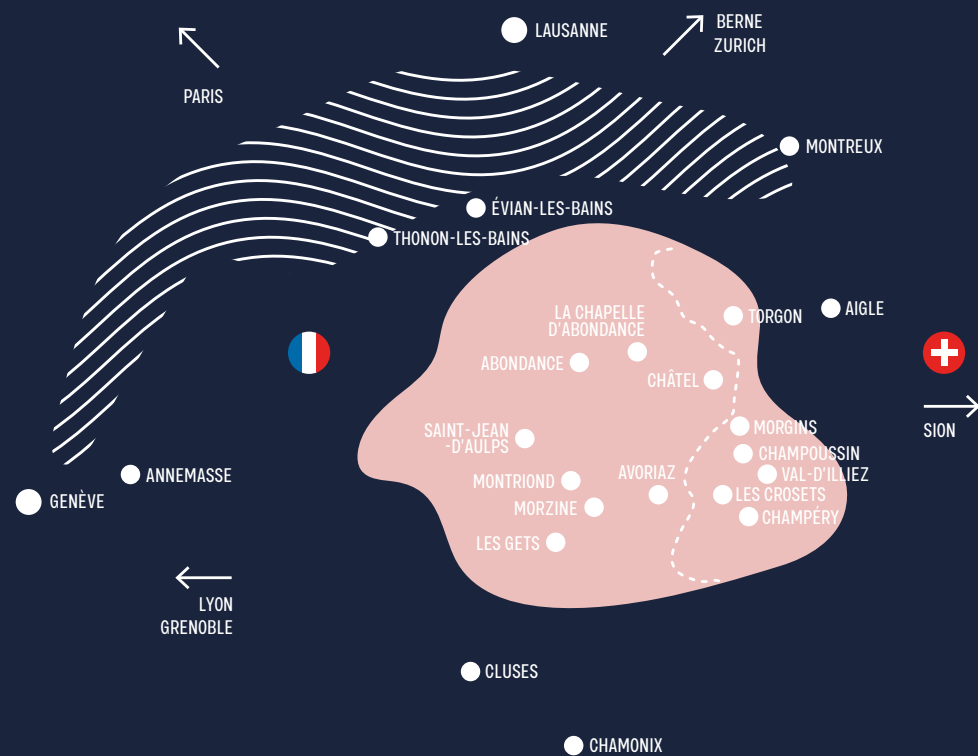 BERNE
ZURICH
LAUSANNE
PARIS
MONTREUX
ÉVIAN-LES-BAINS
THONON-LES-BAINS
LA CHAPELLE
D'ABONDANCE
TORGON
AIGLE
ABONDANCE
CHÂTEL
SION
SAINT-JEAN
-D'AULPS
MORGINS
CHAMPOUSSIN
VAL-D'ILLIEZ
AVORIAZ
MONTRIOND
LES CROSETS
MORZINE
CHAMPÉRY
LES GETS
ANNEMASSE
GENÈVE
LYON
GRENOBLE
CLUSES
CHAMONIX